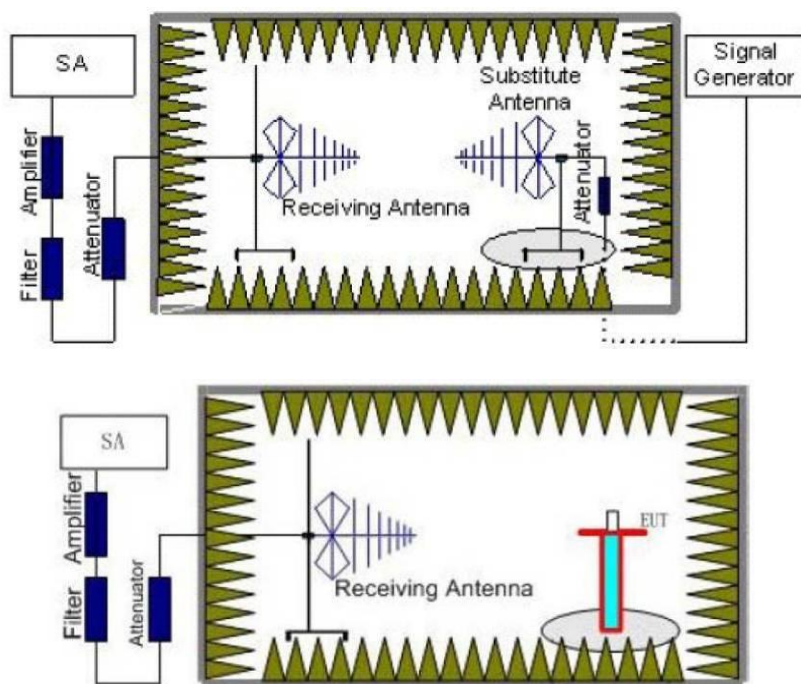 SA
Signal
Generator
Substitute
Antenna
Amplifier
Attenuator
Attenuator
Receiving Antenna
Filter
SA
Amplifier
EUT
Receiving Antenna
Filter
Attenuator